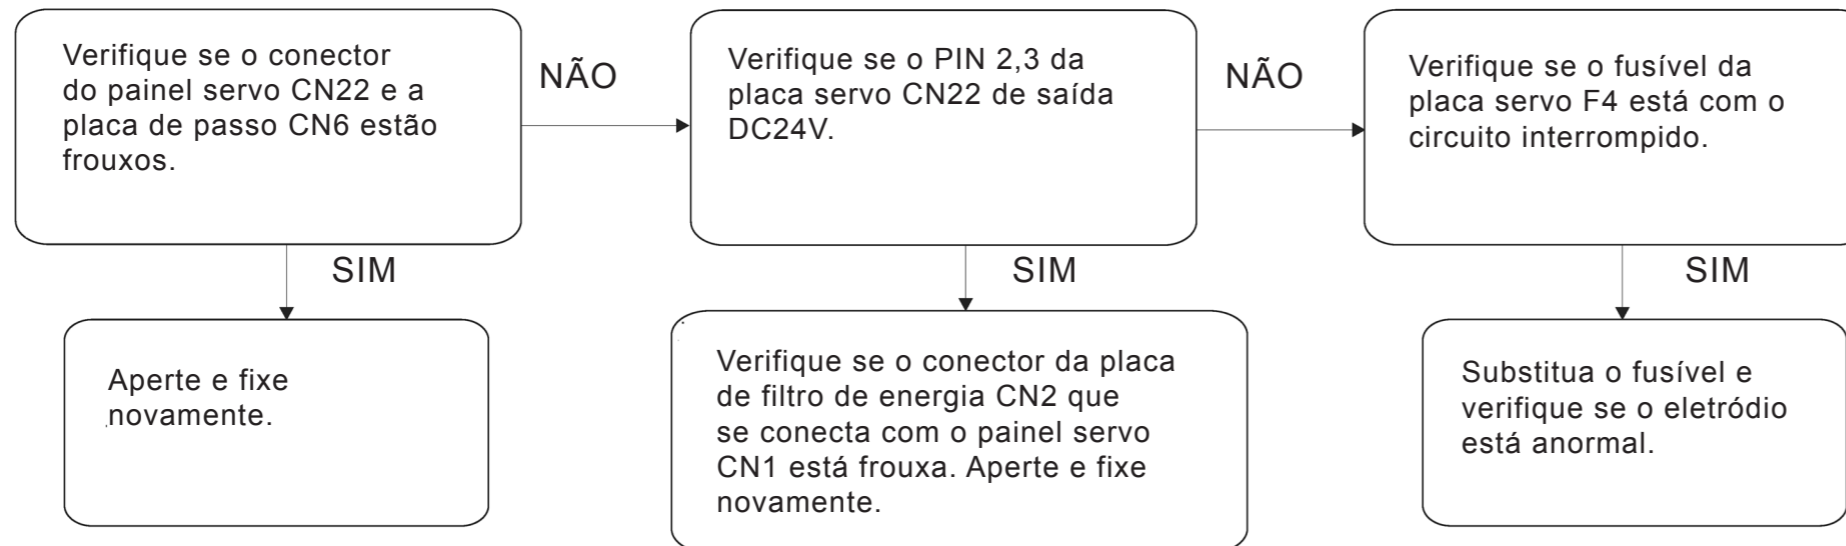 Verifique se o conector
do painel servo CN22 e a
placa de passo CN6 estão
frouxos.
NÃO
Verifique se o PIN 2,3 da
placa servo CN22 de saída
DC24V.
NÃO
Verifique se o fusível da
placa servo F4 está com o
circuito interrompido.
SIM
SIM
SIM
Aperte e fixe
novamente.
Verifique se o conector da placa
de filtro de energia CN2 que
se conecta com o painel servo
CN1 está frouxa. Aperte e fixe
novamente.
Substitua o fusível e
verifique se o eletródio
está anormal.